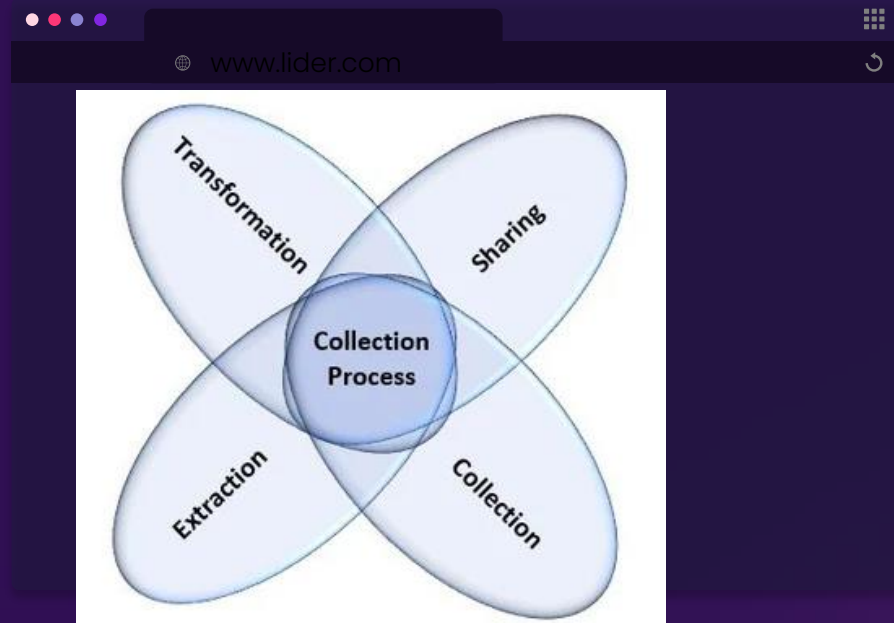 www.lider.com
Transformation
Sharing
Collection
Process
Extraction
Collection